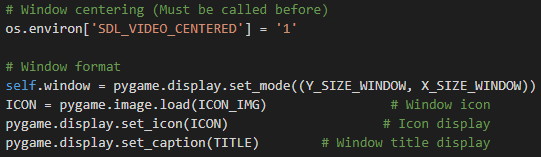 # Window centering (Must be called before)
os.environ['SDL_VIDEO_CENTERED'] = '1'
# Window format
self.window = pygame.display.set_mode((Y_SIZE_WINDOW, X_SIZE_WINDOW))
ICON = pygame.image.load(ICON_IMG) # Window icon
pygame.display.set_icon(ICON) # Icon display
pygame.display.set_caption(TITLE) # Window title display